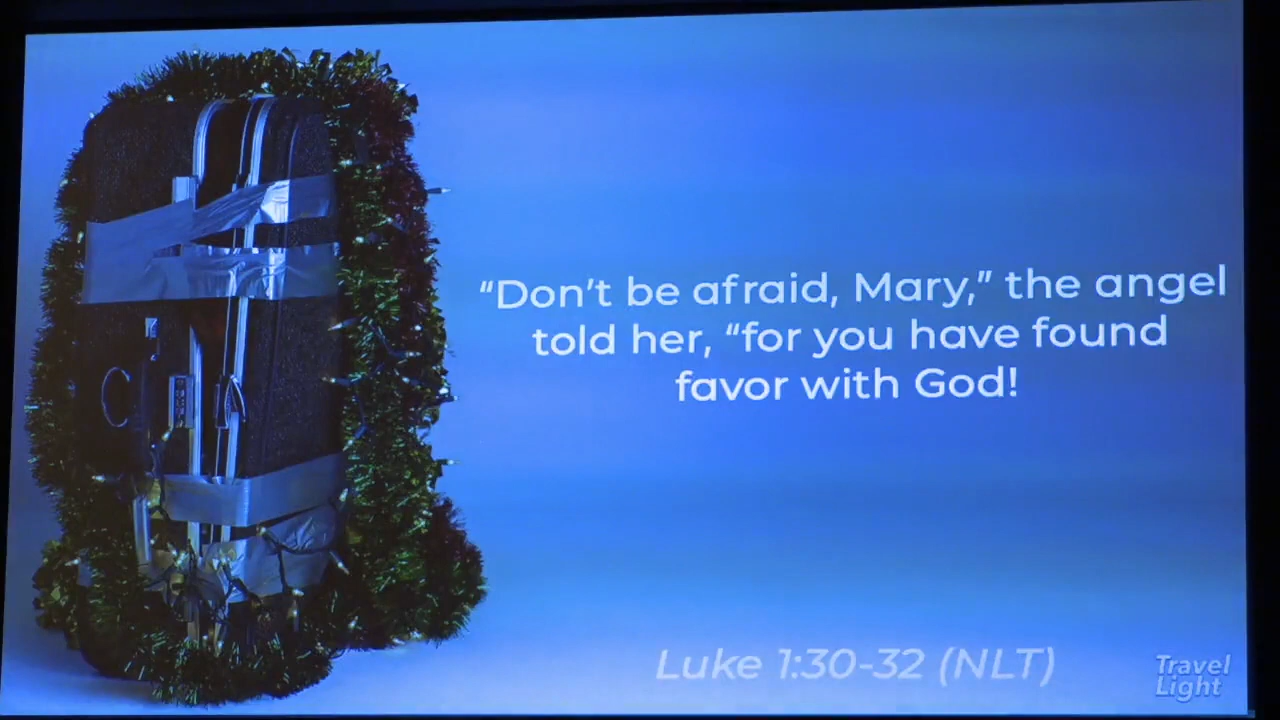 “Don’t be afraid, Mary,” the angel
told her, “for you have found
favor with God!
Luke 1:30-32 (NLT)
Travel
Light